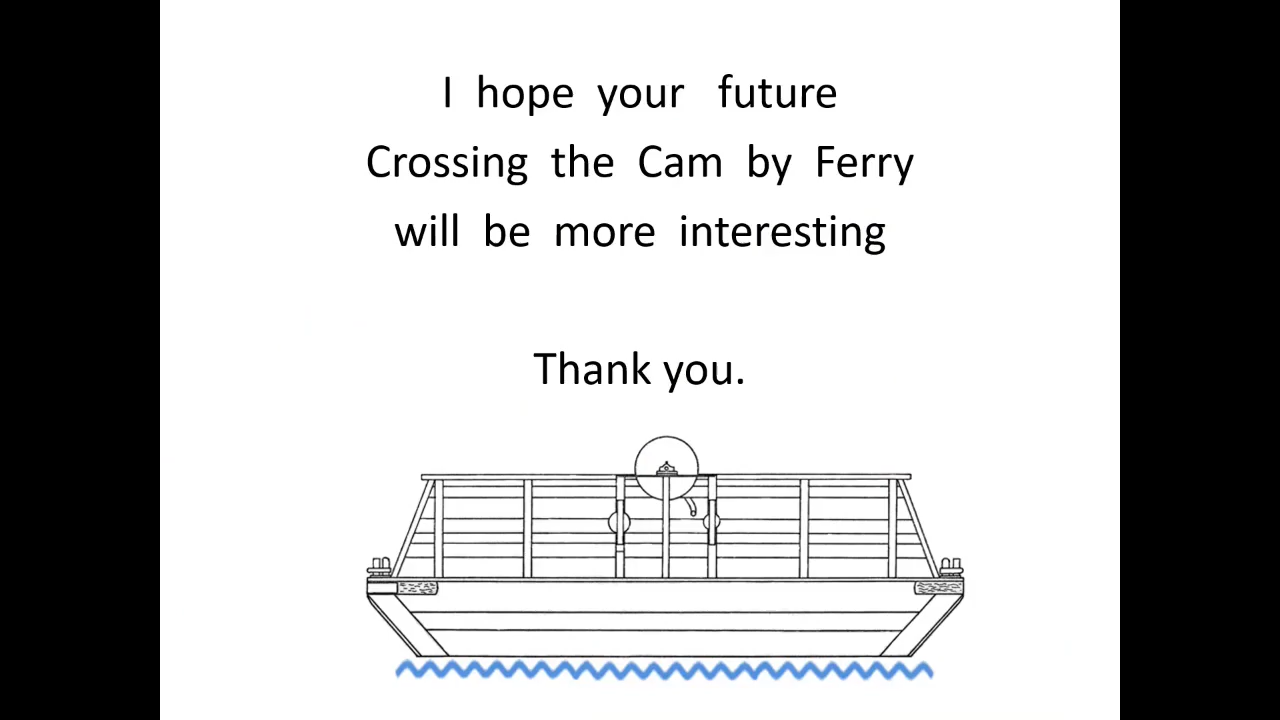 I hope your future
Crossing the Cam by Ferry
will be more interesting
Thank you.